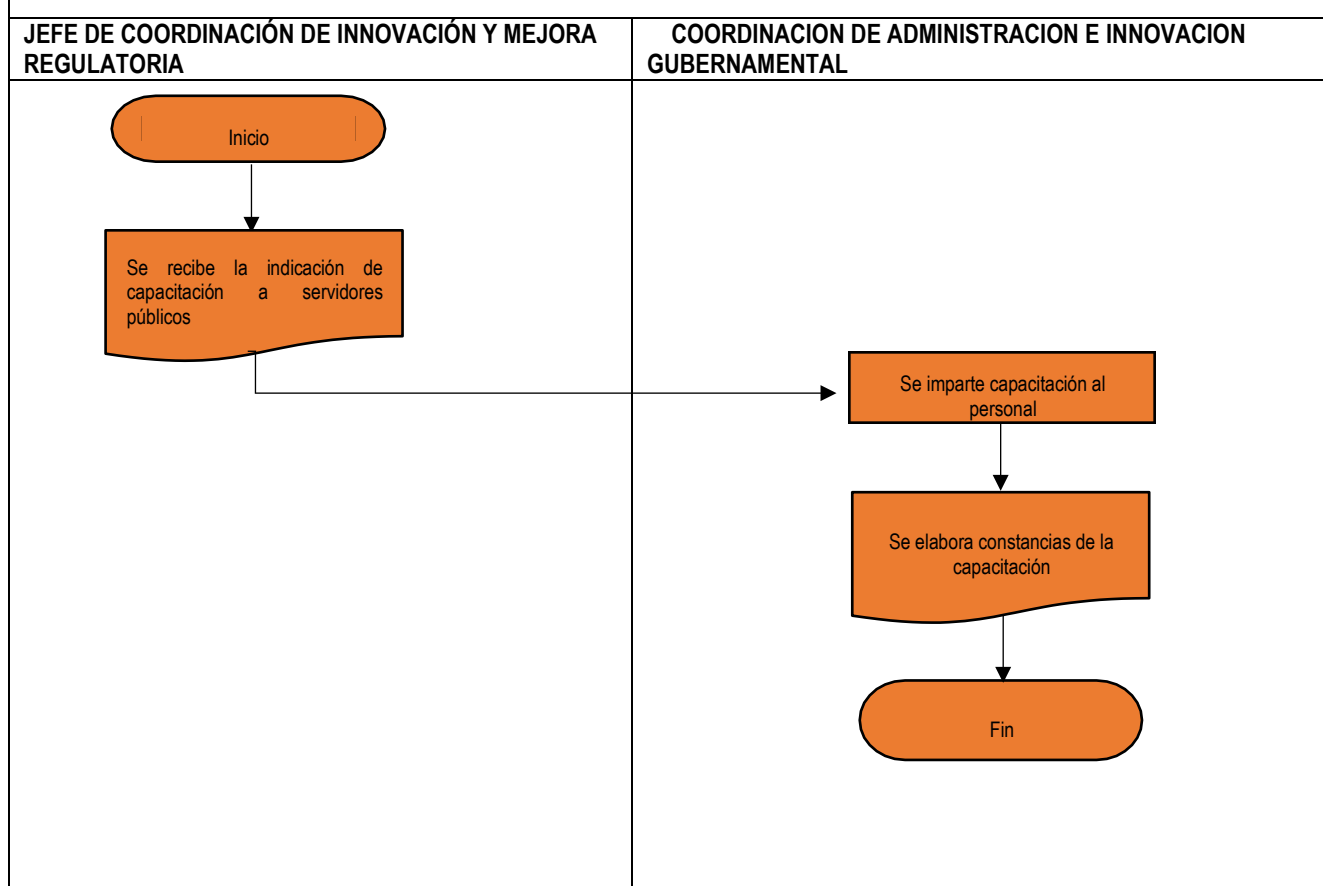 JEFE DE COORDINACIÓN DE INNOVACIÓN Y MEJORA
REGULATORIA
COORDINACION DE ADMINISTRACION E INNOVACION
GUBERNAMENTAL
Inicio
Se recibe la indicación de
capacitación a servidores
públicos
Se imparte capacitación al
personal
Se elabora constancias de la
capacitación
Fin